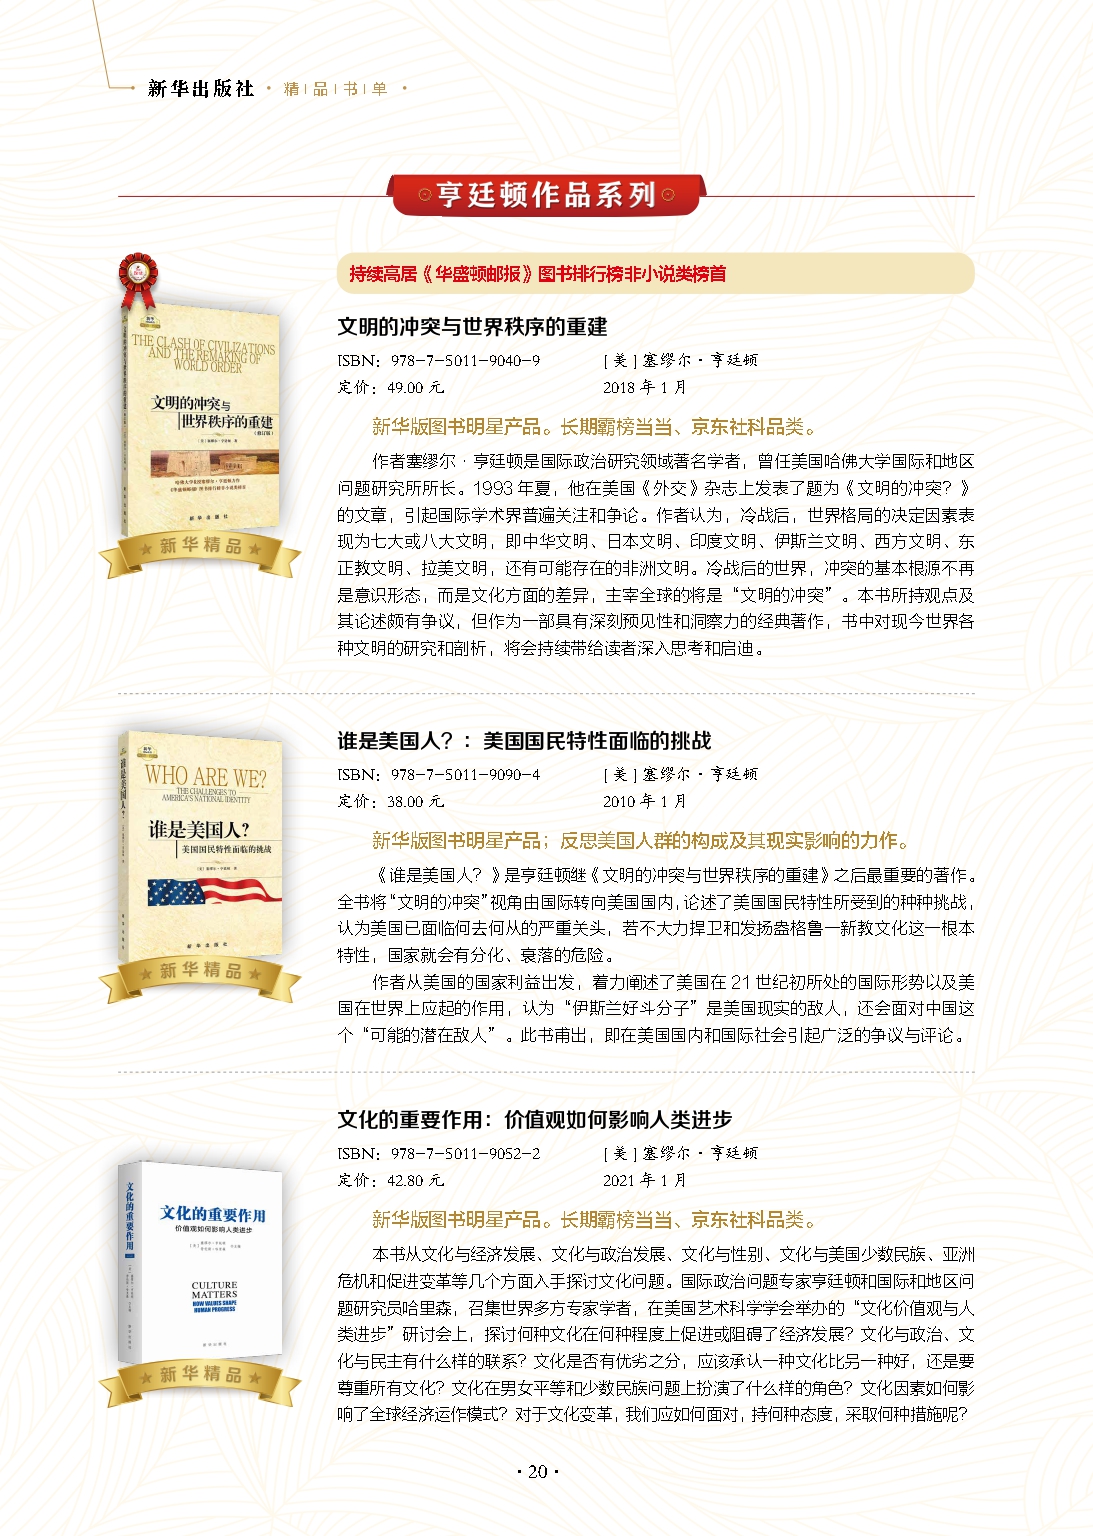 新华出版社 · 精|品|书|单 ·
亨廷顿作品系列
持续高居《华盛顿邮报》图书排行榜非小说类榜首
THE CLASH OF CIVILIZATIONS
AND THE REMAKING OF
WORLD ORDER
文明的冲突与
世界秩序的重建
(修订版)
新华出版社
新华精品
文明的冲突与世界秩序的重建
ISBN: 978-7-5011-9040-9 [美]塞缪尔·亨廷顿
定价：49.00 元 2018 年 1 月
新华版图书明星产品。长期霸榜当当、京东社科品类。
作者塞缪尔·亨廷顿是国际政治研究领域著名学者，曾任美国哈佛大学国际和地区
问题研究所所长。1993 年夏，他在美国《外交》杂志上发表了题为《文明的冲突？》
的文章，引起国际学术界普遍关注和争论。作者认为，冷战后，世界格局的决定因素表
现为七大或八大文明，即中华文明、日本文明、印度文明、伊斯兰文明、西方文明、东
正教文明、拉美文明，还有可能存在的非洲文明。冷战后的世界，冲突的基本根源不再
是意识形态，而是文化方面的差异，主宰全球的将是“文明的冲突”。本书所持观点及
其论述颇有争议，但作为一部具有深刻预见性和洞察力的经典著作，书中对现今世界各
种文明的研究和剖析，将会持续带给读者深入思考和启迪。
谁是美国人?
WHO ARE WE?
THE CHALLENGES TO
AMERICA'S NATIONAL IDENTITY
谁是美国人?
美国国民特性面临的挑战
新华出版社
新华精品
谁是美国人？：美国国民特性面临的挑战
ISBN: 978-7-5011-9090-4 [美]塞缪尔·亨廷顿
定价：38.00 元 2010 年 1 月
新华版图书明星产品；反思美国人群的构成及其现实影响的力作。
《谁是美国人？》是亨廷顿继《文明的冲突与世界秩序的重建》之后最重要的著作。
全书将“文明的冲突”视角由国际转向美国国内，论述了美国国民特性所受到的种种挑战，
认为美国已面临何去何从的严重关头，若不大力捍卫和发扬盎格鲁—新教文化这一根本
特性，国家就会有分化、衰落的危险。
作者从美国的国家利益出发，着力阐述了美国在 21 世纪初所处的国际形势以及美
国在世界上应起的作用，认为“伊斯兰好斗分子”是美国现实的敌人，还会面对中国这
个“可能的潜在敌人”。此书甫出，即在美国国内和国际社会引起广泛的争议与评论。
文化的重要作用
文化的重要作用
价值观如何影响人类进步
CULTURE
MATTERS
HOW VALUES SHAPE
HUMAN PROGRESS
新华出版社
新华精品
文化的重要作用：价值观如何影响人类进步
ISBN: 978-7-5011-9052-2 [美]塞缪尔·亨廷顿
定价：42.80 元 2021 年 1 月
新华版图书明星产品。长期霸榜当当、京东社科品类。
本书从文化与经济发展、文化与政治发展、文化与性别、文化与美国少数民族、亚洲
危机和促进变革等几个方面入手探讨文化问题。国际政治问题专家亨廷顿和国际和地区问
题研究员哈里森，召集世界多方专家学者，在美国艺术科学学会举办的“文化价值观与人
类进步”研讨会上，探讨何种文化在何种程度上促进或阻碍了经济发展？文化与政治、文
化与民主有什么样的联系？文化是否有优劣之分，应该承认一种文化比另一种好，还是要
尊重所有文化？文化在男女平等和少数民族问题上扮演了什么样的角色？文化因素如何影
响了全球经济运作模式？对于文化变革，我们应如何面对，持何种态度，采取何种措施呢？
· 20 ·